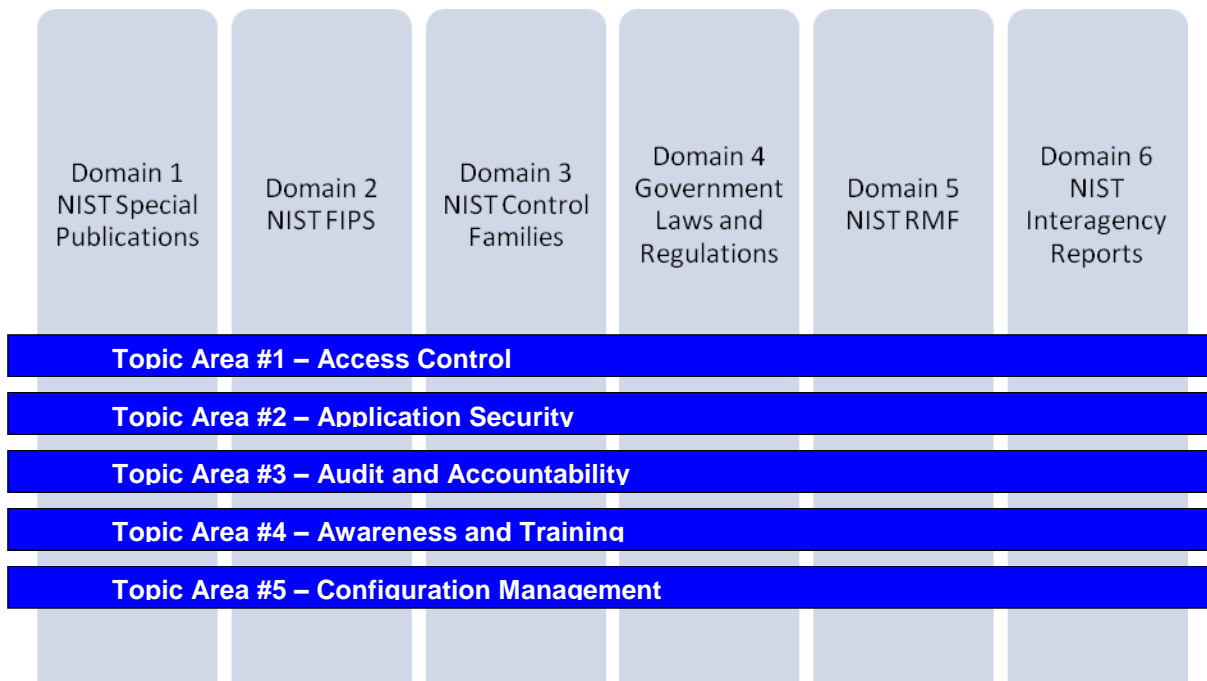 Domain 1
NIST Special
Publications
Domain 2
NIST FIPS
Domain 3
NIST Control
Families
Domain 4
Government
Laws and
Regulations
Domain 5
NIST RMF
Domain 6
NIST
Interagency
Reports
Topic Area #1 – Access Control
Topic Area #2 – Application Security
Topic Area #3 – Audit and Accountability
Topic Area #4 – Awareness and Training
Topic Area #5 – Configuration Management